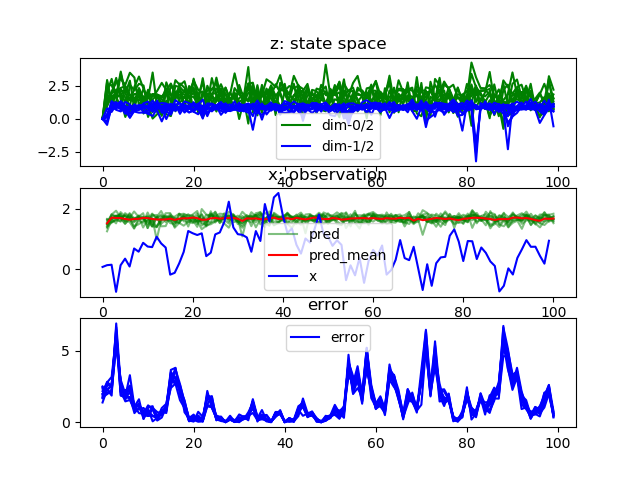 z: state space
2.5
0.0
−2.5
dim-0/2
dim-1/2
0 20 40 60 80 100
x: observation
2
0
pred
pred_mean
x
0 20 40 60 80 100
error
5
0
error
0 20 40 60 80 100